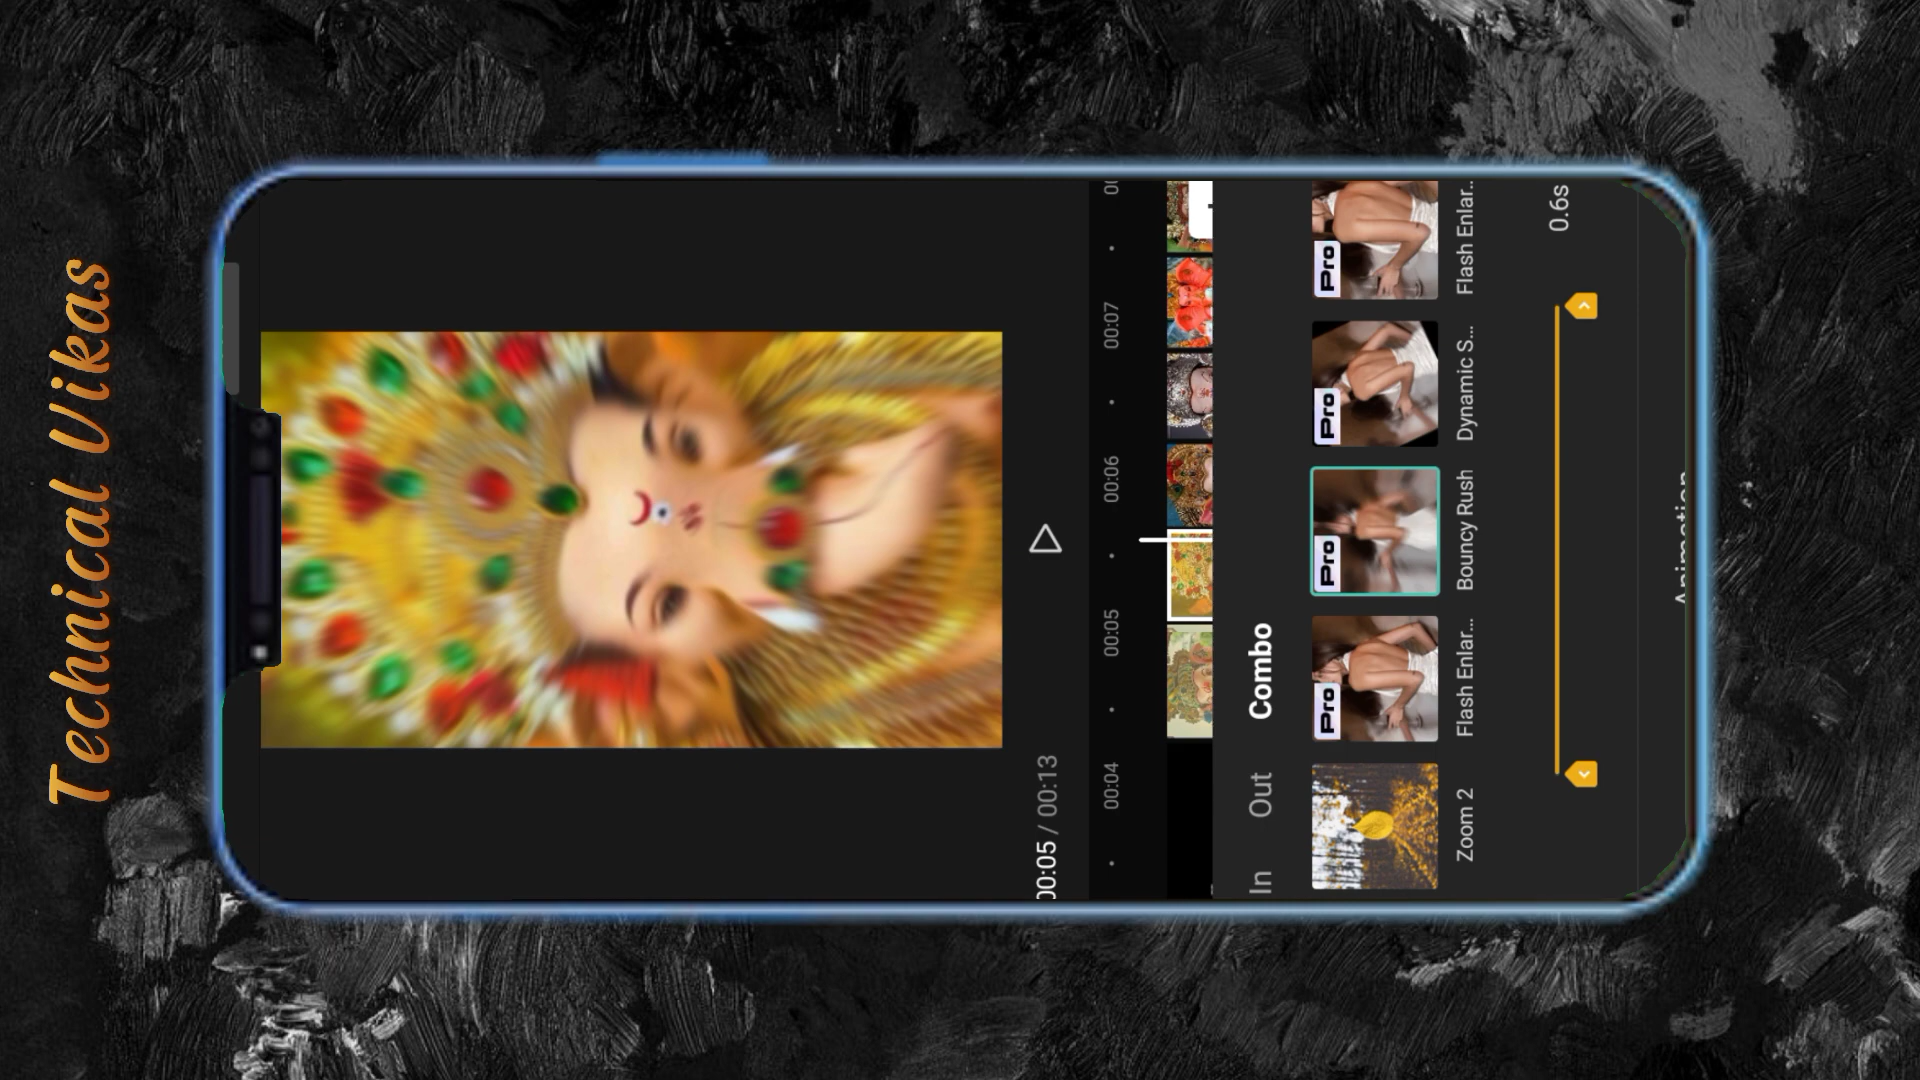 Technical Vikas
00:05 / 00:13
00:04
00:05
00:06
00:07
In
Out
Combo
Pro
Pro
Pro
Pro
Zoom 2
Flash Enlar...
Bouncy Rush
Dynamic S...
Flash Enlar..
0.6s
Animation